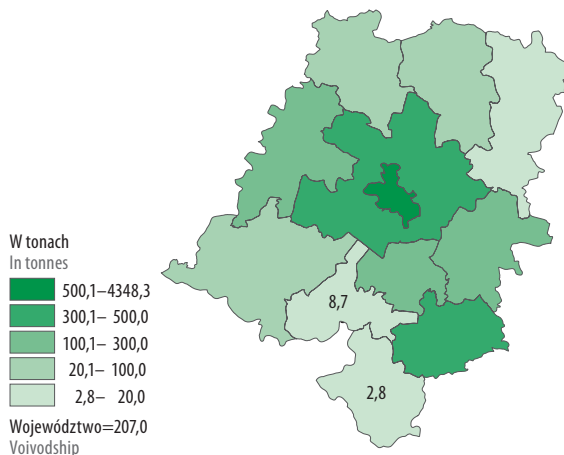 8,7
2,8
W tonach
In tonnes
500,1–4348,3
300,1– 500,0
100,1– 300,0
20,1– 100,0
2,8– 20,0
Województwo=207,0
Voivodship